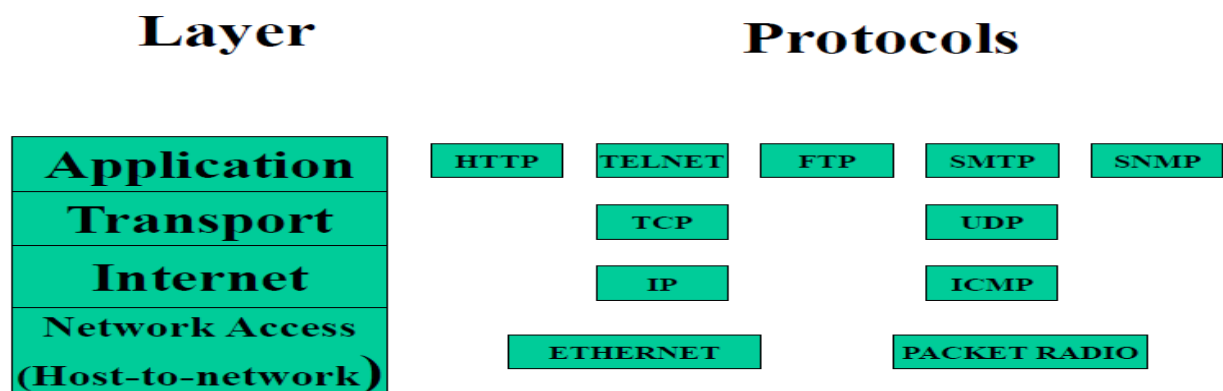 Layer Protocols
Application HTTP TELNET FTP SMTP SNMP
Transport TCP UDP
Internet IP ICMP
Network Access
(Host-to-network) ETHERNET PACKET RADIO